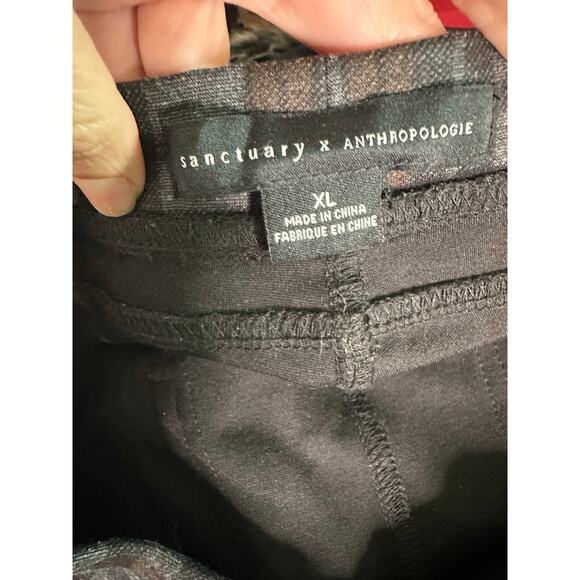 sanctuary x ANTHROPOLOGIE
XL
MADE IN CHINA
FABRIQUE EN CHINE